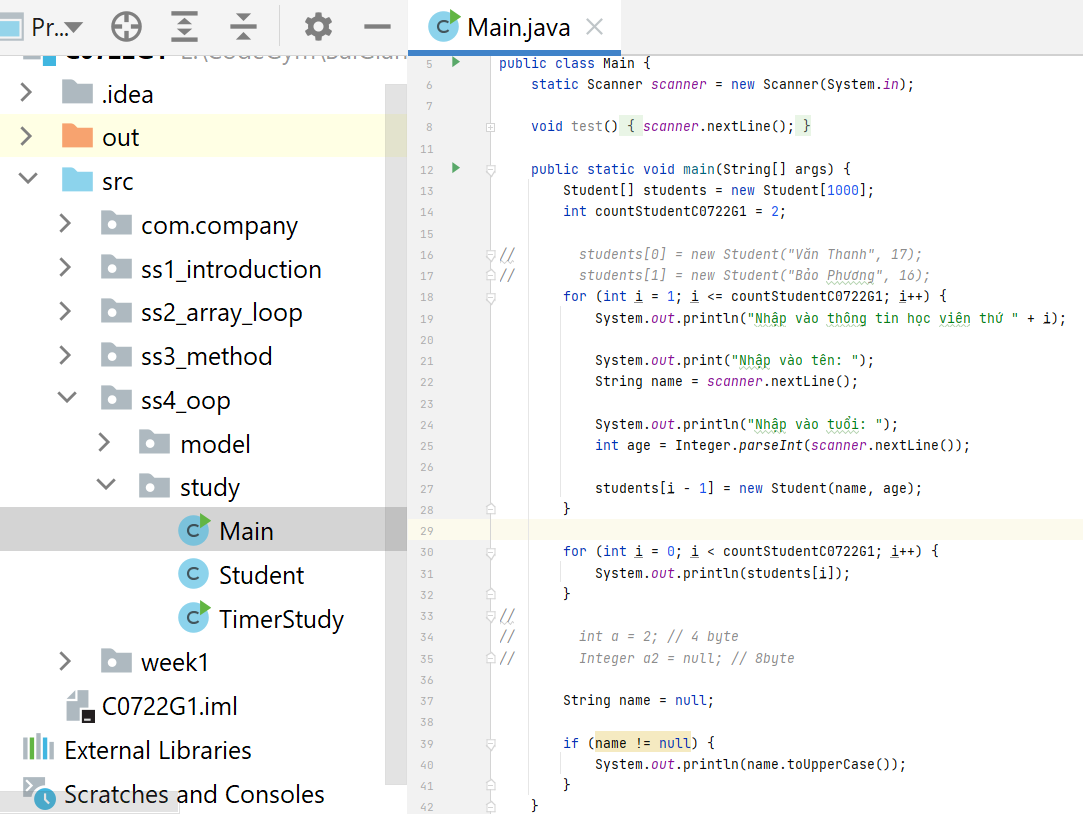 Pr...
Main.java
C0722G1
.idea
out
src
com.company
ss1_introduction
ss2_array_loop
ss3_method
ss4_oop
model
study
Main
Student
TimerStudy
week1
C0722G1.iml
External Libraries
Scratches and Consoles
5 public class Main {
6 static Scanner scanner = new Scanner(System.in);
7
8 void test() { scanner.nextLine(); }
11
12 public static void main(String[] args) {
13 Student[] students = new Student[1000];
14 int countStudentC0722G1 = 2;
15
16 // students[0] = new Student("Văn Thanh", 17);
17 // students[1] = new Student("Bảo Phương", 16);
18 for (int i = 1; i <= countStudentC0722G1; i++) {
19 System.out.println("Nhập vào thông tin học viên thứ " + i);
20
21 System.out.print("Nhập vào tên: ");
22 String name = scanner.nextLine();
23
24 System.out.println("Nhập vào tuổi: ");
25 int age = Integer.parseInt(scanner.nextLine());
26
27 students[i - 1] = new Student(name, age);
28 }
29
30 for (int i = 0; i < countStudentC0722G1; i++) {
31 System.out.println(students[i]);
32 }
33 //
34 // int a = 2; // 4 byte
35 // Integer a2 = null; // 8byte
36
37 String name = null;
38
39 if (name != null) {
40 System.out.println(name.toUpperCase());
41 }
42 }